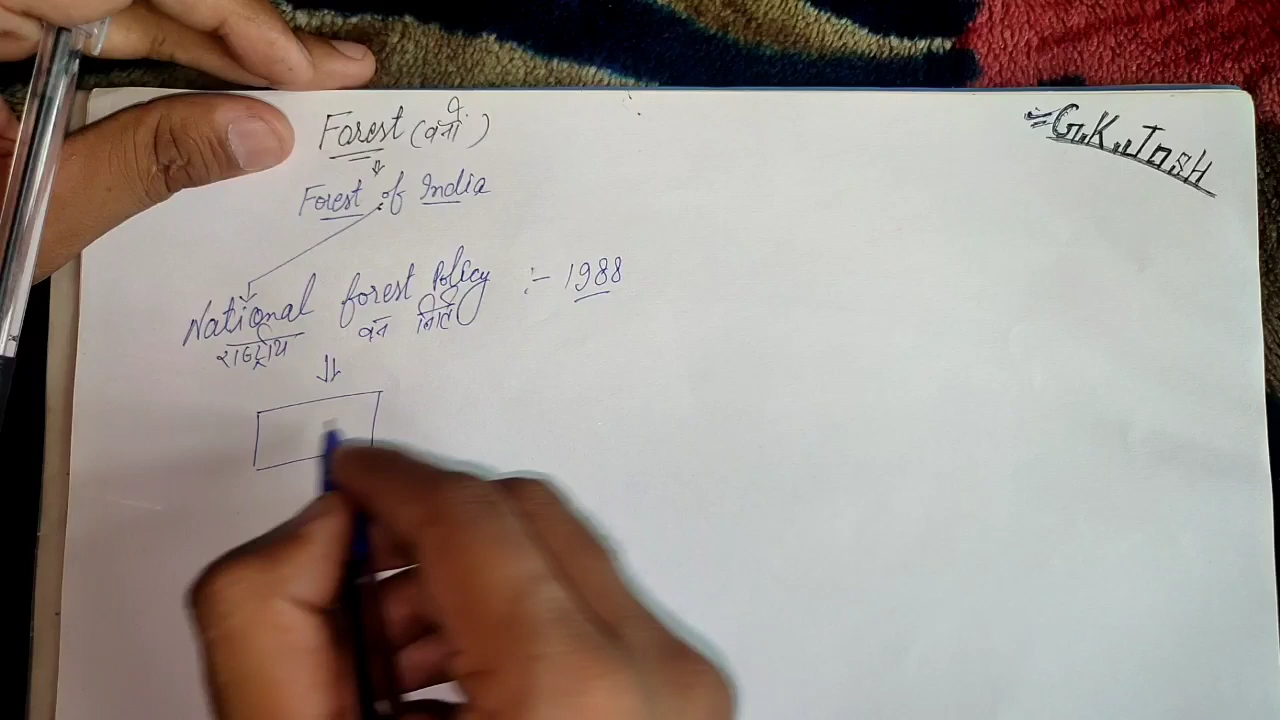 Forest (वनों)
Forest of India
National forest Policy :- 1988
राष्ट्रीय वन निति
G.K. Josh